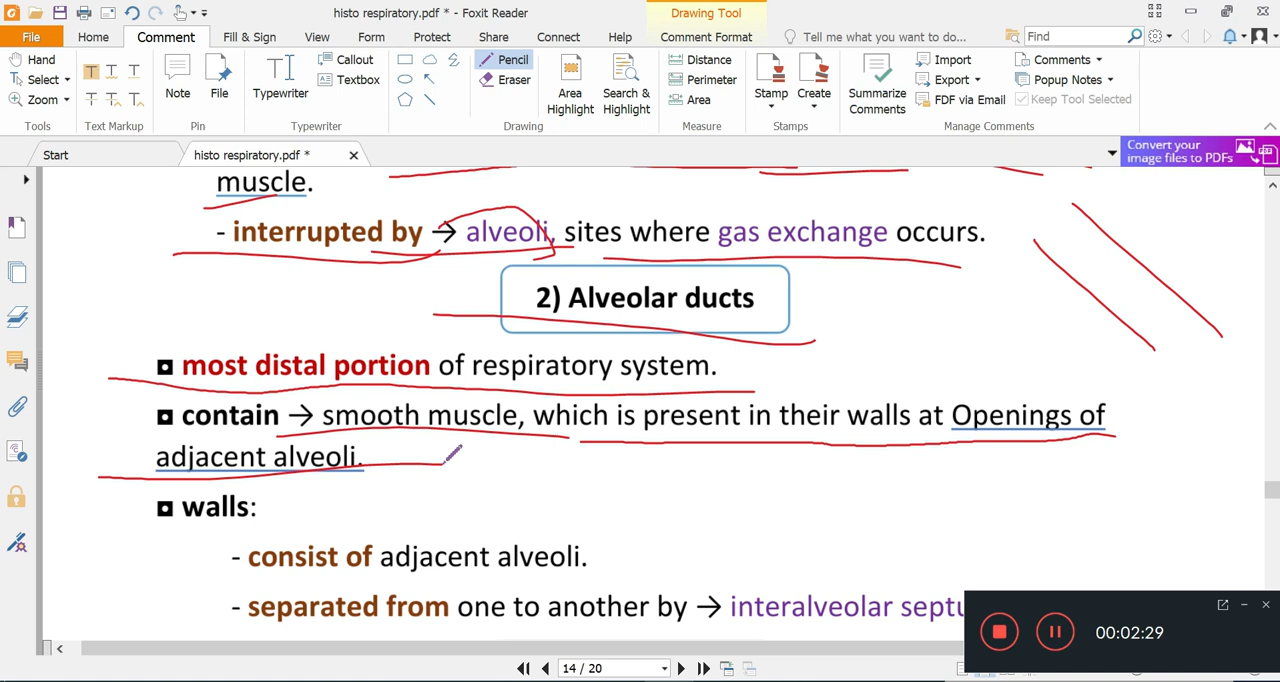 histo respiratory.pdf * - Foxit Reader
Drawing Tool
File Home Comment Fill & Sign View Form Protect Share Connect Help Comment Format Tell me what you want to do... Find
Hand
Select
Zoom
Tools
T T T
T T T
Text Markup
Note
File
Pin
Typewriter
Callout
Textbox
Typewriter
Pencil
Eraser
Drawing
Area Highlight
Search & Highlight
Distance
Perimeter
Area
Measure
Stamp
Create
Stamps
Summarize Comments
Import
Export
FDF via Email
Comments
Popup Notes
Keep Tool Selected
Manage Comments
Start
histo respiratory.pdf *
Convert your
image files to PDFs
muscle.
- interrupted by → alveoli, sites where gas exchange occurs.
2) Alveolar ducts
◘ most distal portion of respiratory system.
◘ contain → smooth muscle, which is present in their walls at Openings of
adjacent alveoli.
◘ walls:
- consist of adjacent alveoli.
- separated from one to another by → interalveolar septu
00:02:29
14 / 20